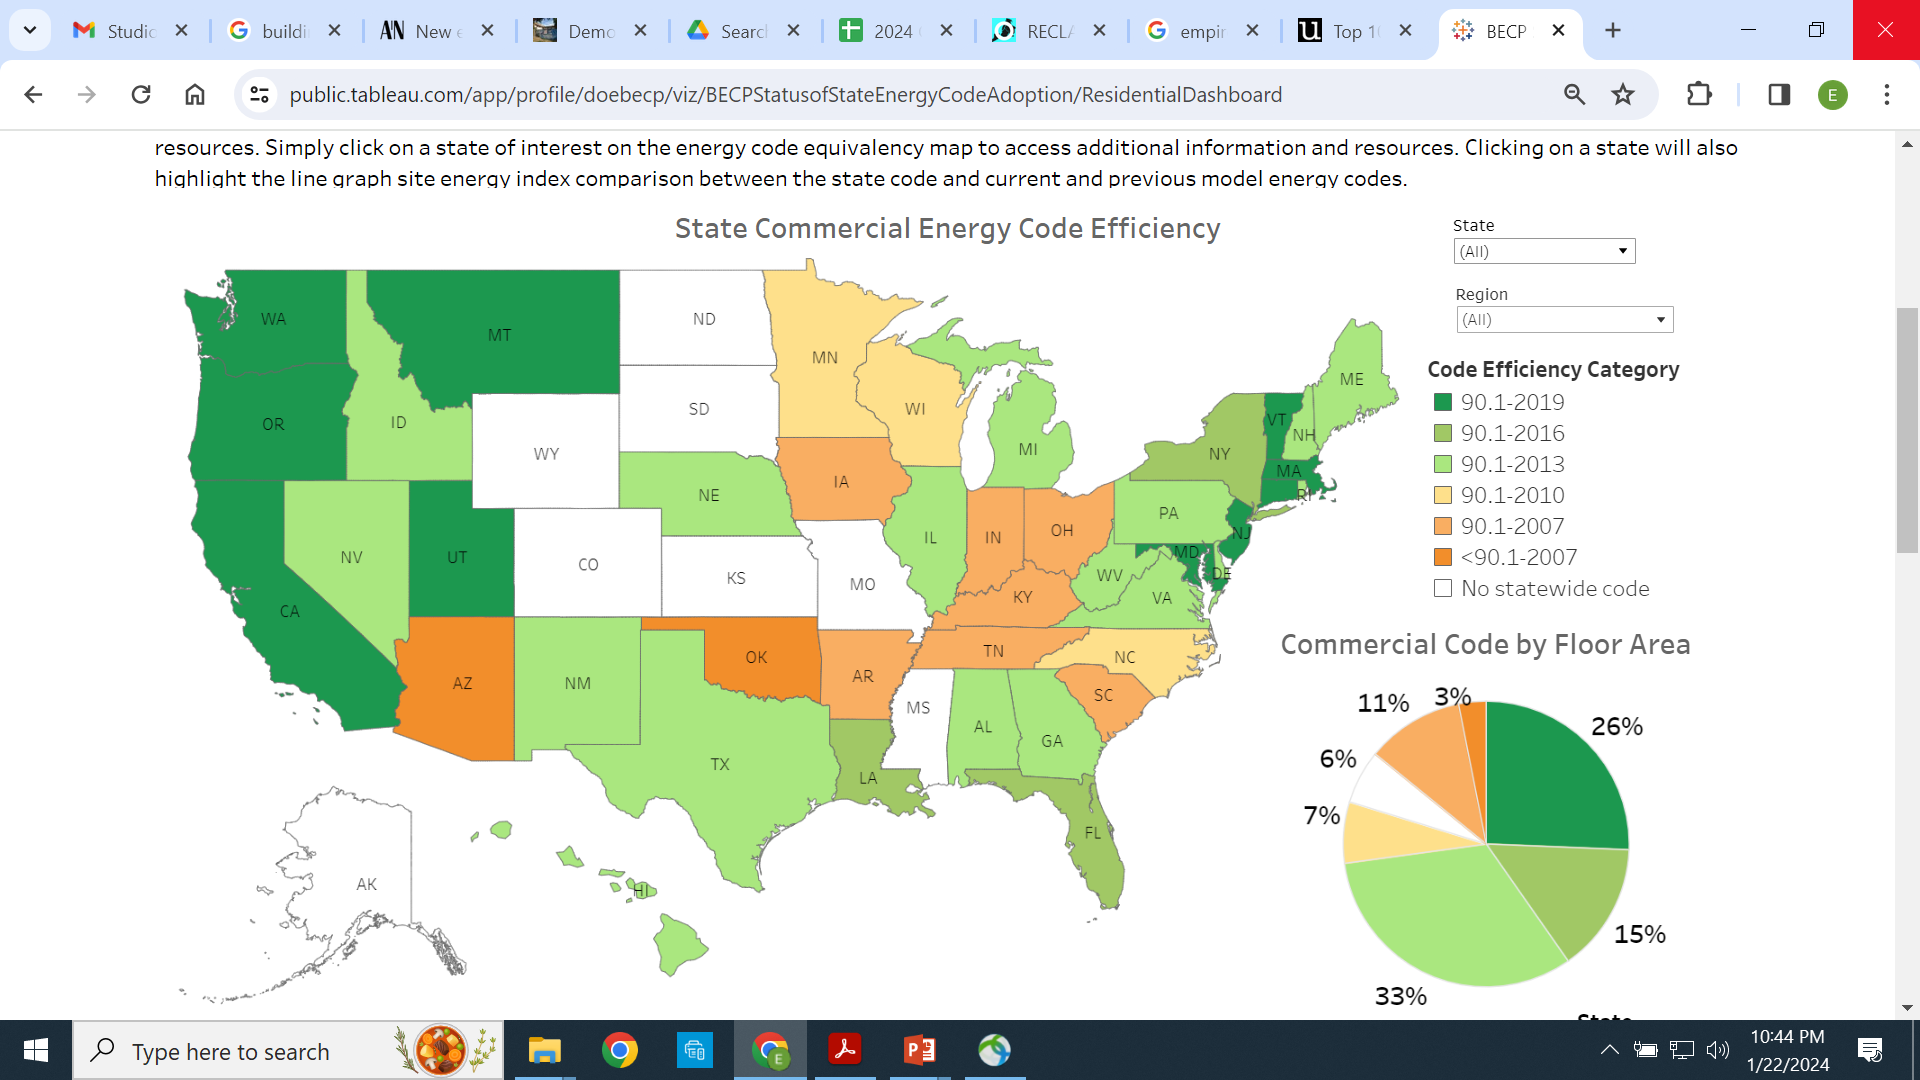 Studic
buildi
New e
Demo
Searc
2024
RECLA
empir
Top 1
BECP
public.tableau.com/app/profile/doebecp/viz/BECPStatusofStateEnergyCodeAdoption/ResidentialDashboard
E
resources. Simply click on a state of interest on the energy code equivalency map to access additional information and resources. Clicking on a state will also
highlight the line graph site energy index comparison between the state code and current and previous model energy codes.
State Commercial Energy Code Efficiency
State
(All)
Region
(All)
Code Efficiency Category
90.1-2019
90.1-2016
90.1-2013
90.1-2010
90.1-2007
<90.1-2007
No statewide code
WA
MT
ND
MN
OR
ID
SD
WI
MI
ME
VT
NH
NY
MA
RI
WY
NE
IA
IL
IN
OH
PA
NJ
NV
UT
CO
KS
MO
WV
MD
DE
CA
KY
VA
AZ
NM
OK
AR
TN
NC
SC
MS
AL
GA
TX
LA
FL
AK
HI
Commercial Code by Floor Area
11%
3%
26%
6%
7%
15%
33%
State
Type here to search
E
10:44 PM
1/22/2024